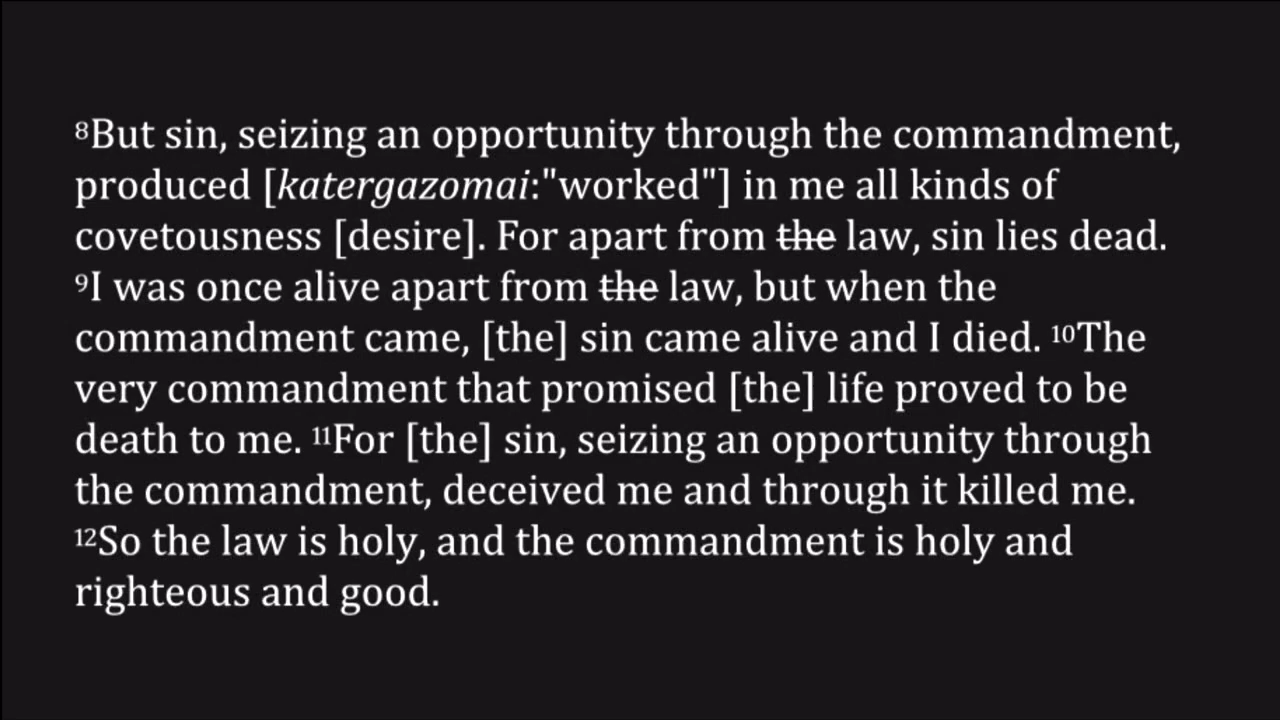 ⁸But sin, seizing an opportunity through the commandment,
produced [katergazomai:"worked"] in me all kinds of
covetousness [desire]. For apart from the law, sin lies dead.
⁹I was once alive apart from the law, but when the
commandment came, [the] sin came alive and I died. ¹⁰The
very commandment that promised [the] life proved to be
death to me. ¹¹For [the] sin, seizing an opportunity through
the commandment, deceived me and through it killed me.
¹²So the law is holy, and the commandment is holy and
righteous and good.